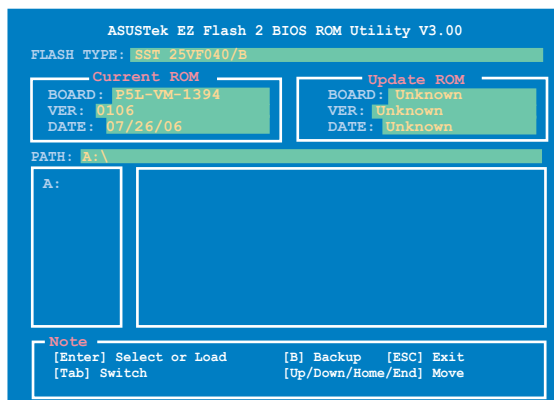 ASUSTek EZ Flash 2 BIOS ROM Utility V3.00
FLASH TYPE: SST 25VF040/B
Current ROM
BOARD: P5L-VM-1394
VER: 0106
DATE: 07/26/06
Update ROM
BOARD: Unknown
VER: Unknown
DATE: Unknown
PATH: A:\
A:
Note
[Enter] Select or Load [B] Backup [ESC] Exit
[Tab] Switch [Up/Down/Home/End] Move